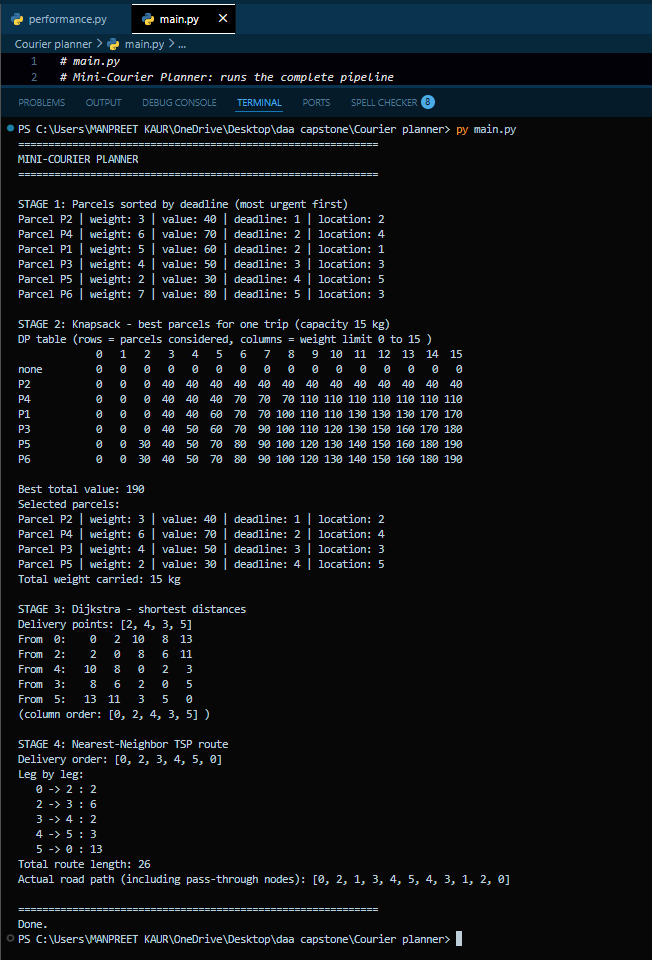 performance.py
main.py ✕
Courier planner > main.py > ...
1 # main.py
2 # Mini-Courier Planner: runs the complete pipeline
PROBLEMS OUTPUT DEBUG CONSOLE TERMINAL PORTS SPELL CHECKER 8
PS C:\Users\MANPREET KAUR\OneDrive\Desktop\daa capstone\Courier planner> py main.py
============================================================
MINI-COURIER PLANNER
============================================================
STAGE 1: Parcels sorted by deadline (most urgent first)
Parcel P2 | weight: 3 | value: 40 | deadline: 1 | location: 2
Parcel P4 | weight: 6 | value: 70 | deadline: 2 | location: 4
Parcel P1 | weight: 5 | value: 60 | deadline: 2 | location: 1
Parcel P3 | weight: 4 | value: 50 | deadline: 3 | location: 3
Parcel P5 | weight: 2 | value: 30 | deadline: 4 | location: 5
Parcel P6 | weight: 7 | value: 80 | deadline: 5 | location: 3
STAGE 2: Knapsack - best parcels for one trip (capacity 15 kg)
DP table (rows = parcels considered, columns = weight limit 0 to 15 )
0 1 2 3 4 5 6 7 8 9 10 11 12 13 14 15
none 0 0 0 0 0 0 0 0 0 0 0 0 0 0 0 0
P2 0 0 0 40 40 40 40 40 40 40 40 40 40 40 40 40
P4 0 0 0 40 40 40 70 70 70 110 110 110 110 110 110 110
P1 0 0 0 40 40 60 70 70 100 110 110 130 130 130 170 170
P3 0 0 0 40 50 60 70 90 100 110 120 130 150 160 170 180
P5 0 0 30 40 50 70 80 90 100 120 130 140 150 160 180 190
P6 0 0 30 40 50 70 80 90 100 120 130 140 150 160 180 190
Best total value: 190
Selected parcels:
Parcel P2 | weight: 3 | value: 40 | deadline: 1 | location: 2
Parcel P4 | weight: 6 | value: 70 | deadline: 2 | location: 4
Parcel P3 | weight: 4 | value: 50 | deadline: 3 | location: 3
Parcel P5 | weight: 2 | value: 30 | deadline: 4 | location: 5
Total weight carried: 15 kg
STAGE 3: Dijkstra - shortest distances
Delivery points: [2, 4, 3, 5]
From 0: 0 2 10 8 13
From 2: 2 0 8 6 11
From 4: 10 8 0 2 3
From 3: 8 6 2 0 5
From 5: 13 11 3 5 0
(column order: [0, 2, 4, 3, 5] )
STAGE 4: Nearest-Neighbor TSP route
Delivery order: [0, 2, 3, 4, 5, 0]
Leg by leg:
0 -> 2 : 2
2 -> 3 : 6
3 -> 4 : 2
4 -> 5 : 3
5 -> 0 : 13
Total route length: 26
Actual road path (including pass-through nodes): [0, 2, 1, 3, 4, 5, 4, 3, 1, 2, 0]
============================================================
Done.
PS C:\Users\MANPREET KAUR\OneDrive\Desktop\daa capstone\Courier planner>